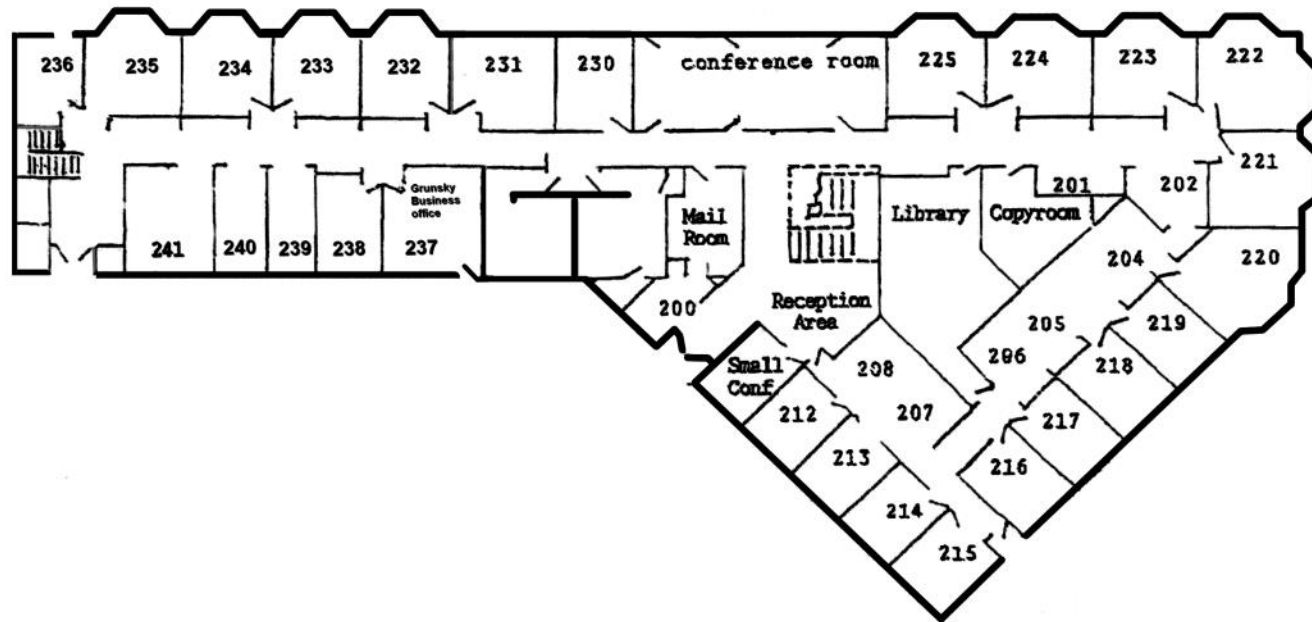 236
235
234
233
232
231
230
conference room
225
224
223
222
221
Grunsky
Business
office
201
202
Mail
Room
Library
Copyroom
241
240
239
238
237
204
220
200
Reception
Area
205
219
206
218
Small
Conf
208
212
207
217
213
216
214
215